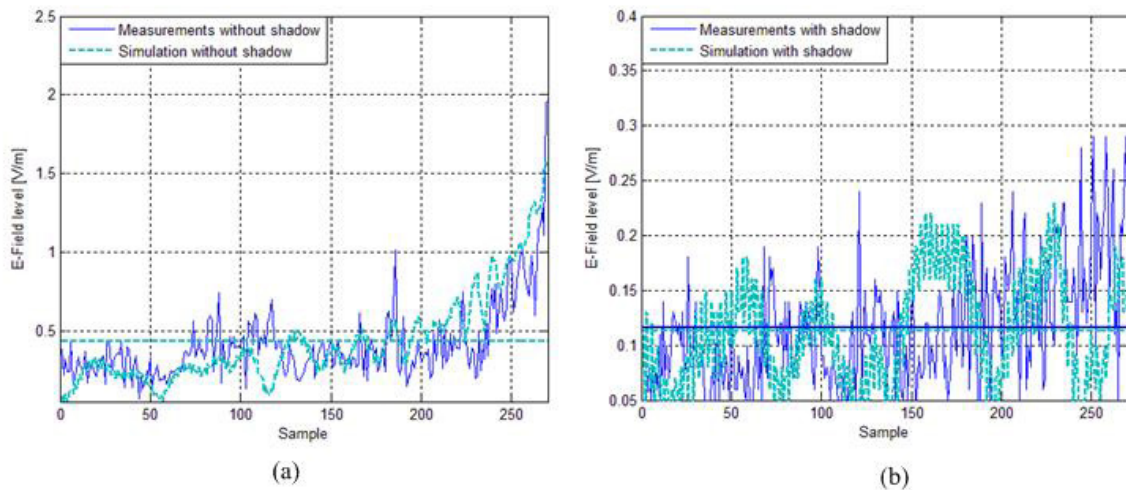 2.5
Measurements without shadow
Simulation without shadow
2
1.5
1
0.5
E-Field level [V/m]
0
50
100
150
200
250
Sample
(a)
0.4
Measurements with shadow
Simulation with shadow
0.35
0.3
0.25
0.2
0.15
0.1
0.05
E-Field level [V/m]
0
50
100
150
200
250
Sample
(b)